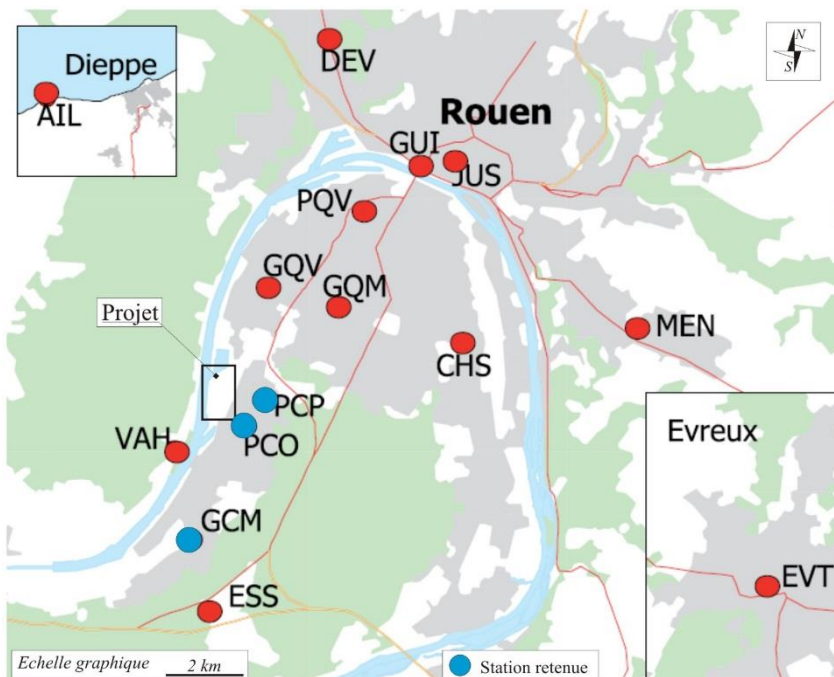 Dieppe
AIL
DEV
N
S
Rouen
GUI
JUS
PQV
GQV
GQM
Projet
MEN
CHS
PCP
PCO
VAH
GCM
Evreux
EVT
ESS
Echelle graphique 2 km
Station retenue